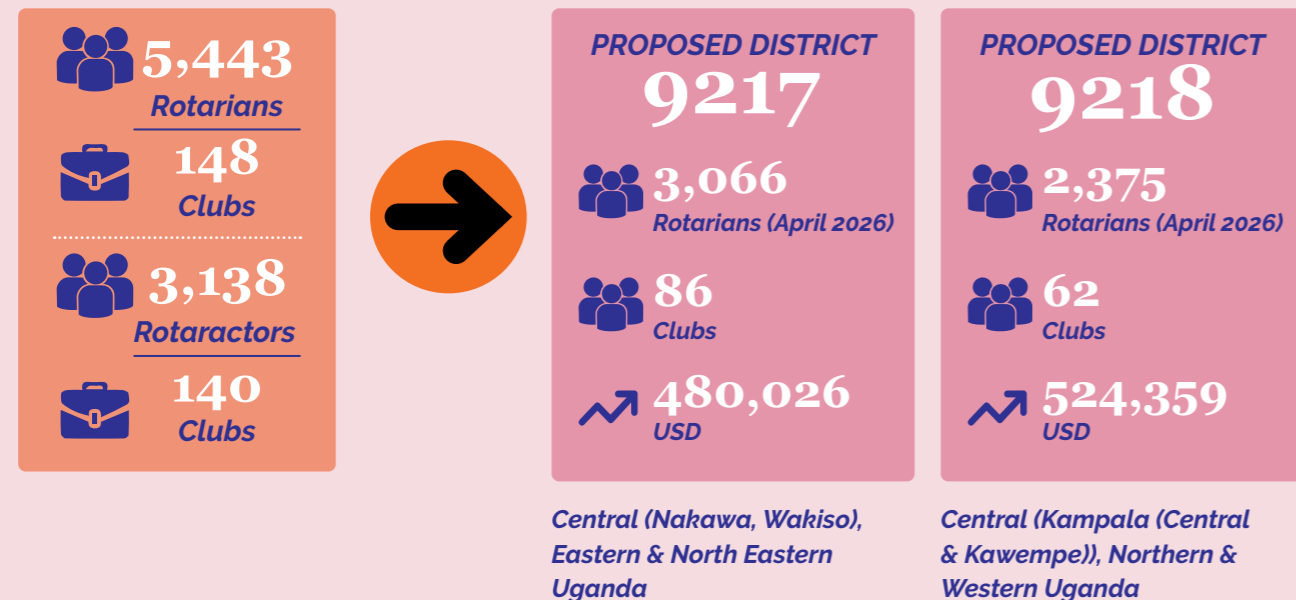 5,443
Rotarians
148
Clubs
3,138
Rotaractors
140
Clubs
PROPOSED DISTRICT
9217
3,066
Rotarians (April 2026)
86
Clubs
480,026
USD
Central (Nakawa, Wakiso),
Eastern & North Eastern
Uganda
PROPOSED DISTRICT
9218
2,375
Rotarians (April 2026)
62
Clubs
524,359
USD
Central (Kampala (Central
& Kawempe)), Northern &
Western Uganda